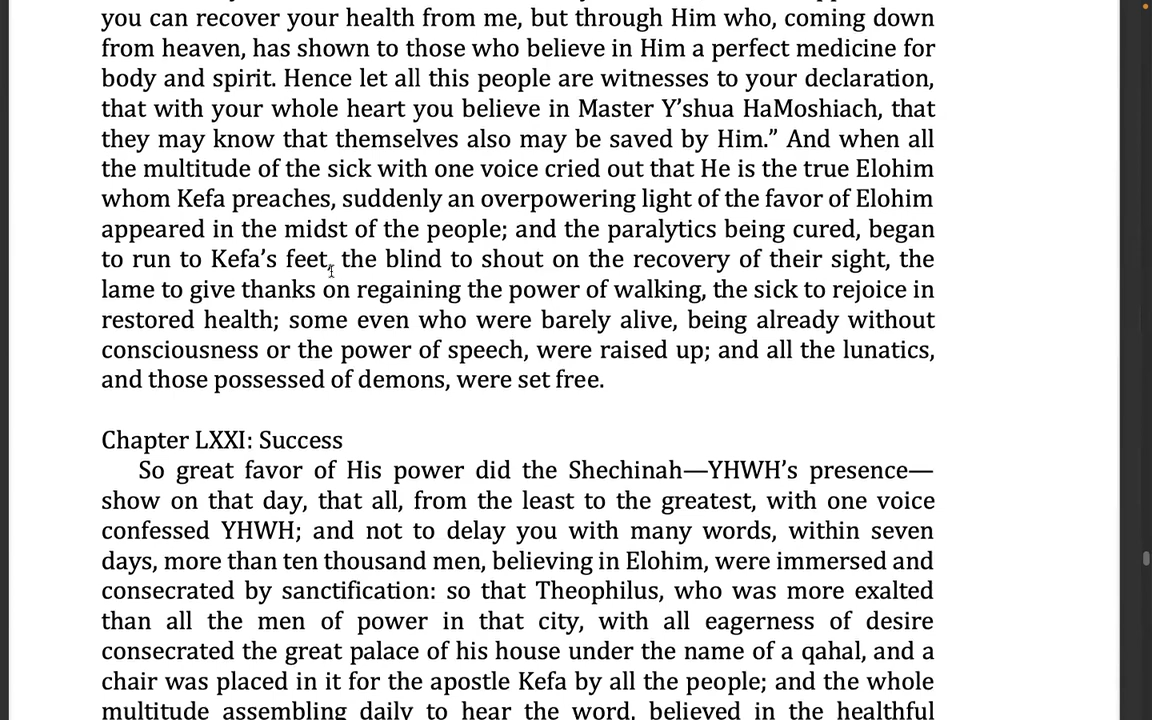 you can recover your health from me, but through Him who, coming down
from heaven, has shown to those who believe in Him a perfect medicine for
body and spirit. Hence let all this people are witnesses to your declaration,
that with your whole heart you believe in Master Y’shua HaMoshiach, that
they may know that themselves also may be saved by Him.” And when all
the multitude of the sick with one voice cried out that He is the true Elohim
whom Kefa preaches, suddenly an overpowering light of the favor of Elohim
appeared in the midst of the people; and the paralytics being cured, began
to run to Kefa’s feet, the blind to shout on the recovery of their sight, the
lame to give thanks on regaining the power of walking, the sick to rejoice in
restored health; some even who were barely alive, being already without
consciousness or the power of speech, were raised up; and all the lunatics,
and those possessed of demons, were set free.
Chapter LXXI: Success
So great favor of His power did the Shechinah—YHWH’s presence—
show on that day, that all, from the least to the greatest, with one voice
confessed YHWH; and not to delay you with many words, within seven
days, more than ten thousand men, believing in Elohim, were immersed and
consecrated by sanctification: so that Theophilus, who was more exalted
than all the men of power in that city, with all eagerness of desire
consecrated the great palace of his house under the name of a qahal, and a
chair was placed in it for the apostle Kefa by all the people; and the whole
multitude assembling daily to hear the word, believed in the healthful